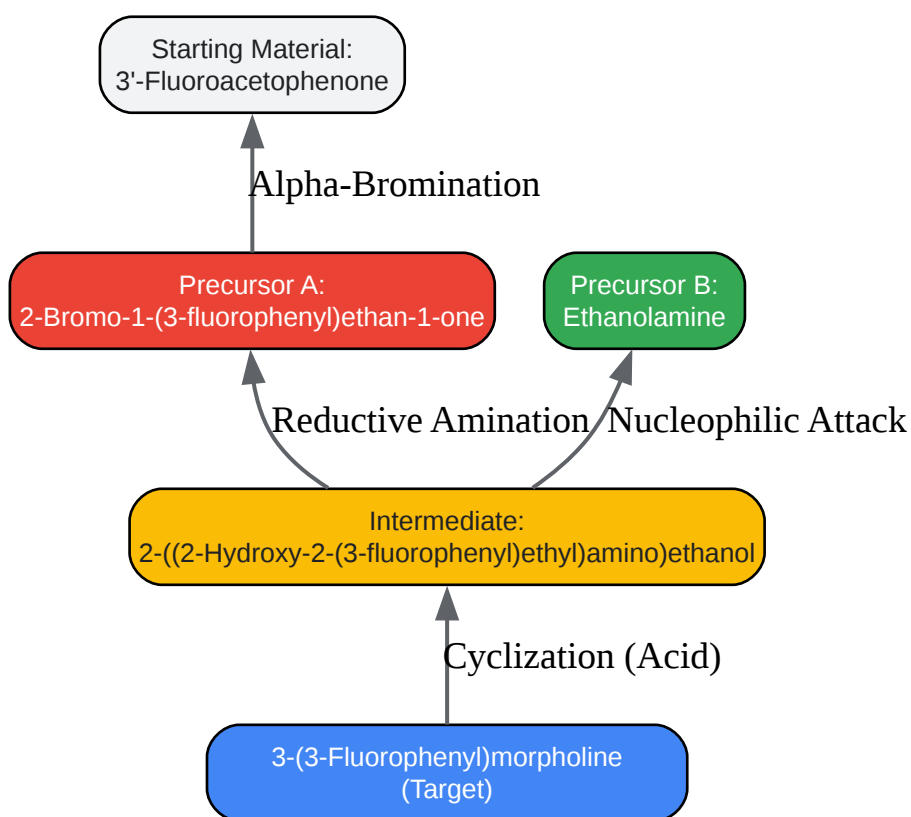 Starting Material:
3'-Fluoroacetophenone
Alpha-Bromination
Precursor A:
2-Bromo-1-(3-fluorophenyl)ethan-1-one
Precursor B:
Ethanolamine
Reductive Amination
Nucleophilic Attack
Intermediate:
2-((2-Hydroxy-2-(3-fluorophenyl)ethyl)amino)ethanol
Cyclization (Acid)
3-(3-Fluorophenyl)morpholine
(Target)